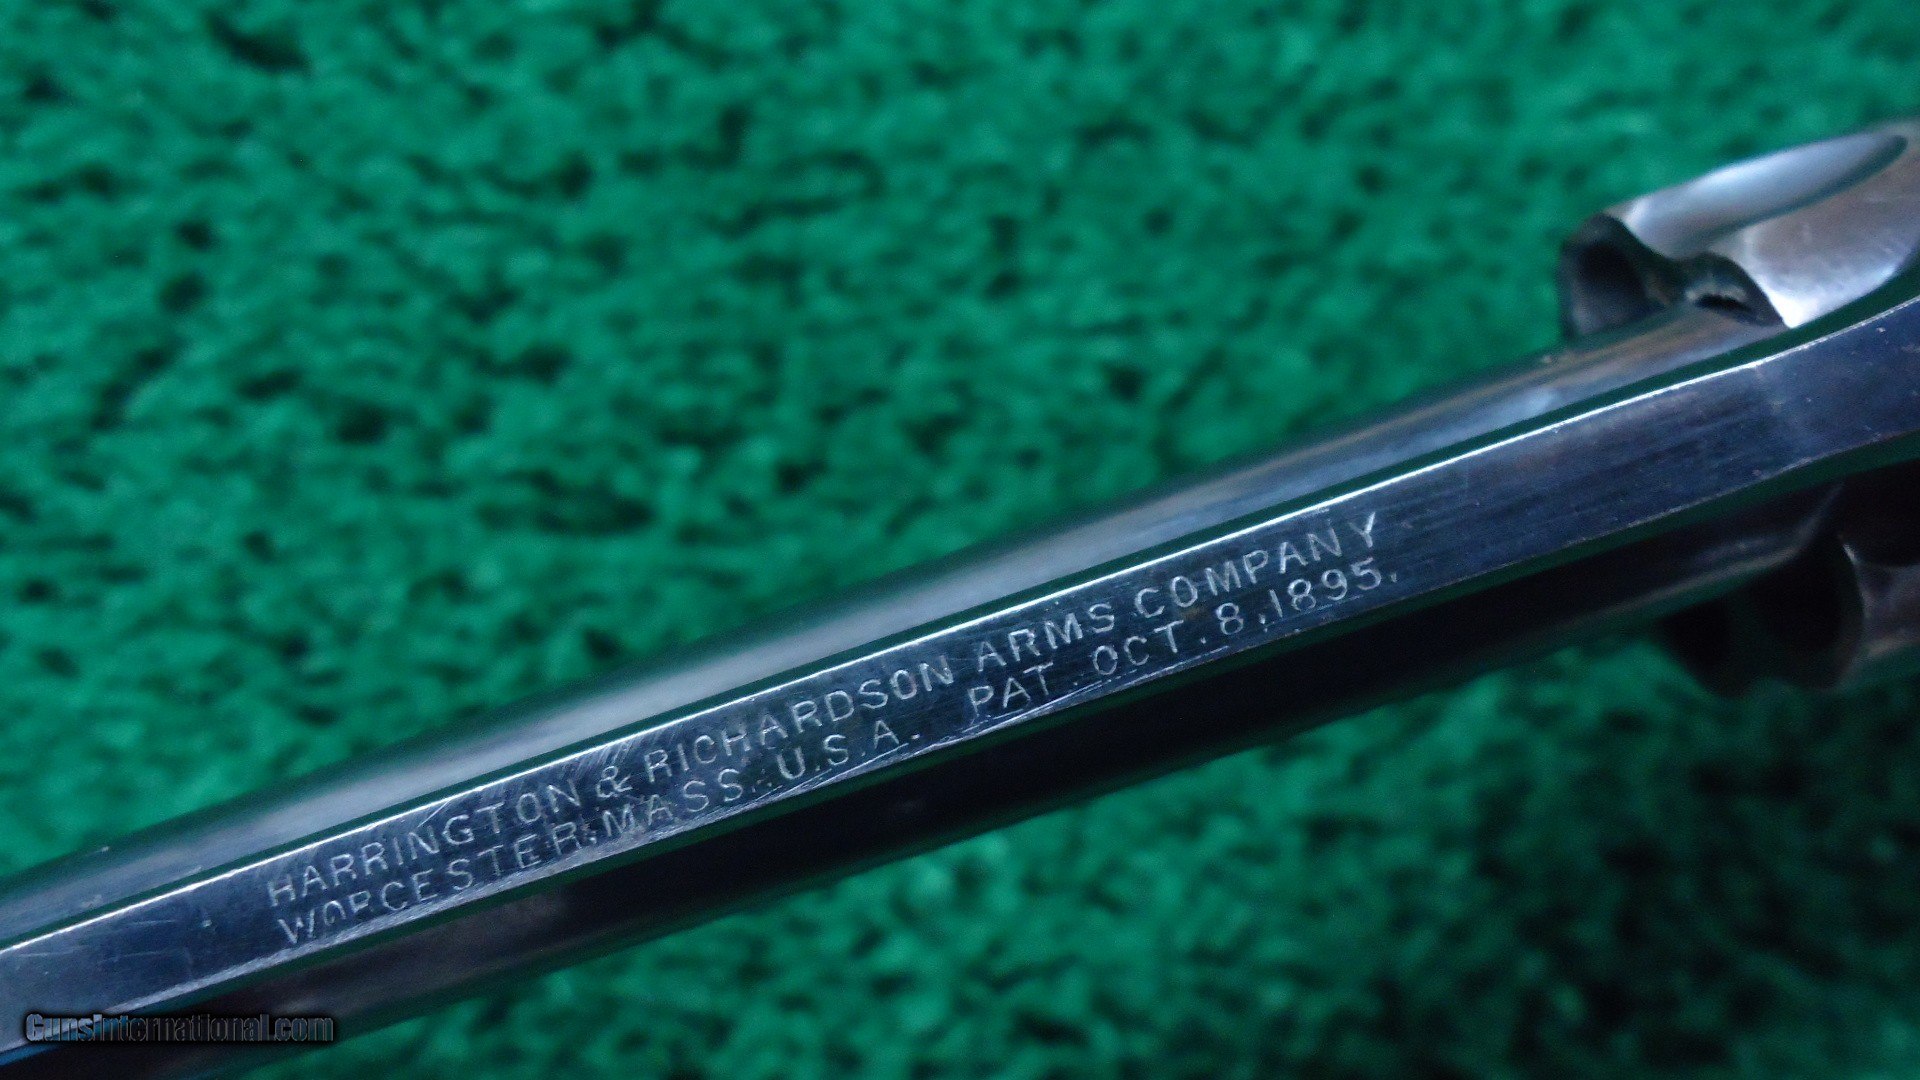 HARRINGTON & RICHARDSON ARMS COMPANY
WORCESTER, MASS. U.S.A. PAT. OCT. 8, 1895.
GunsInternational.com